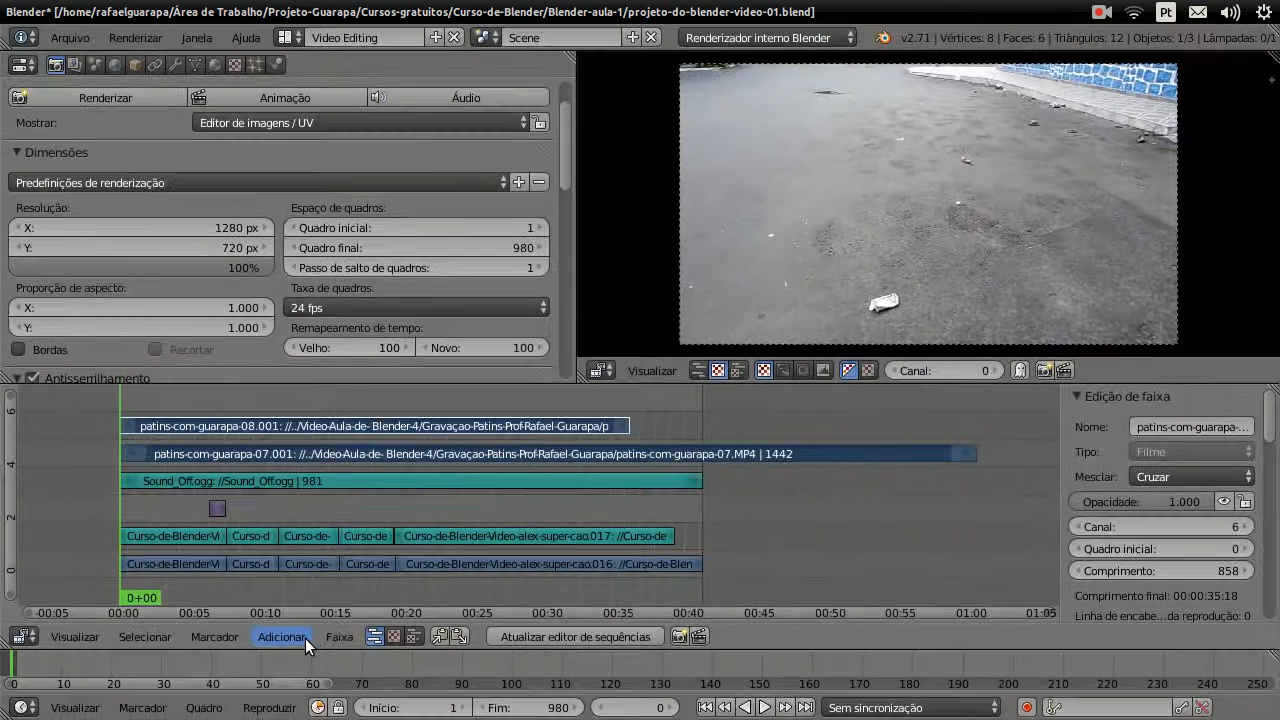 Blender* [/home/rafaelguarapa/Área de Trabalho/Projeto-Guarapa/Cursos-gratuitos/Curso-de-Blender/Blender-aula-1/projeto-do-blender-video-01.blend]
Pt
Arquivo Renderizar Janela Ajuda Video Editing Scene Renderizador interno Blender v2.71 | Vértices: 8 | Faces: 6 | Triângulos: 12 | Objetos: 1/3 | Lâmpadas: 0/1
Renderizar Animação Áudio
Mostrar: Editor de imagens / UV
Dimensões
Predefinições de renderização
Resolução: Espaço de quadros:
X: 1280 px Quadro inicial: 1
Y: 720 px Quadro final: 980
100% Passo de salto de quadros: 1
Proporção de aspecto: Taxa de quadros:
X: 1.000 24 fps
Y: 1.000 Remapeamento de tempo:
Velho: 100 Novo: 100
Bordas Recortar
Antisserrilhamento
Visualizar Canal: 0
6
4
2
0
patins-com-guarapa-08.001: //../Video-Aula-de- Blender-4/Gravaçao-Patins-Prof-Rafael-Guarapa/p
patins-com-guarapa-07.001: //../Video-Aula-de- Blender-4/Gravaçao-Patins-Prof-Rafael-Guarapa/patins-com-guarapa-07.MP4 | 1442
Sound_Off.ogg: //Sound_Off.ogg | 981
Curso-de-BlenderVi Curso-d Curso-de- Curso-de Curso-de-BlenderVideo-alex-super-cao.017: //Curso-de
Curso-de-BlenderVi Curso-d Curso-de- Curso-de Curso-de-BlenderVideo-alex-super-cao.016: //Curso-de-Blen
0+00
-00:05 00:00 00:05 00:10 00:15 00:20 00:25 00:30 00:35 00:40 00:45 00:50 00:55 01:00 01:05
Edição de faixa
Nome: patins-com-guarapa-...
Tipo: Filme
Mesclar: Cruzar
Opacidade: 1.000
Canal: 6
Quadro inicial: 0
Comprimento: 858
Comprimento final: 00:00:35:18
Linha de encaixe...da reprodução: 0
Visualizar Selecionar Marcador Adicionar Faixa Atualizar editor de sequências
0 10 20 30 40 50 60 70 80 90 100 110 120 130 140 150 160 170 180 190 200 210 220 230 240 250
Visualizar Marcador Quadro Reproduzir Início: 1 Fim: 980 0 Sem sincronização